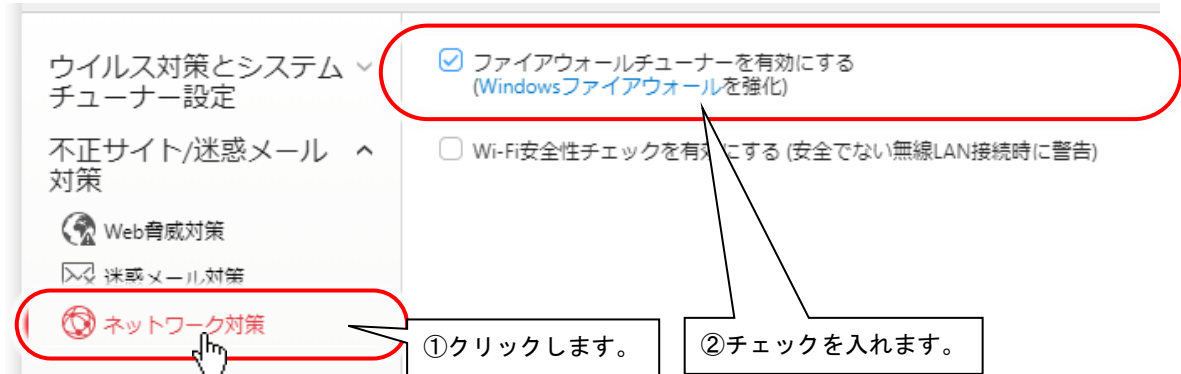 ウイルス対策とシステム
チューナー設定
不正サイト/迷惑メール
対策
Web脅威対策
迷惑メール対策
ネットワーク対策
ファイアウォールチューナーを有効にする
(Windowsファイアウォールを強化)
Wi-Fi安全性チェックを有効にする (安全でない無線LAN接続時に警告)
①クリックします。
②チェックを入れます。